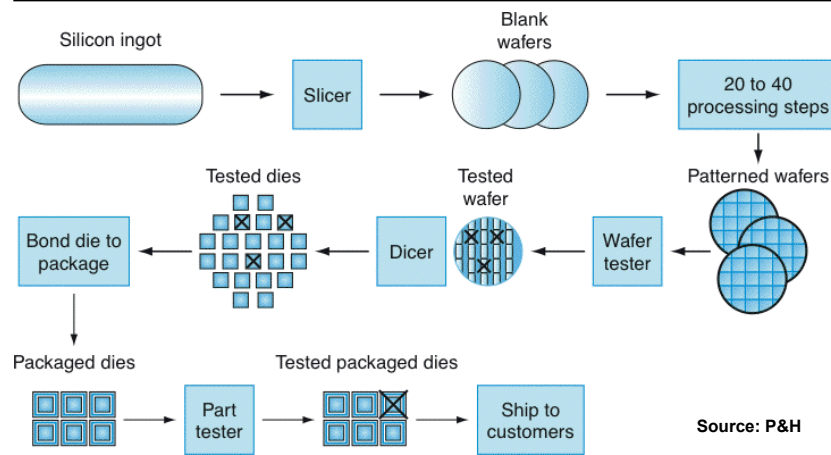 Silicon ingot
Slicer
Blank
wafers
20 to 40
processing steps
Tested dies
Tested
wafer
Patterned wafers
Bond die to
package
Dicer
Wafer
tester
Packaged dies
Tested packaged dies
Part
tester
Ship to
customers
Source: P&H